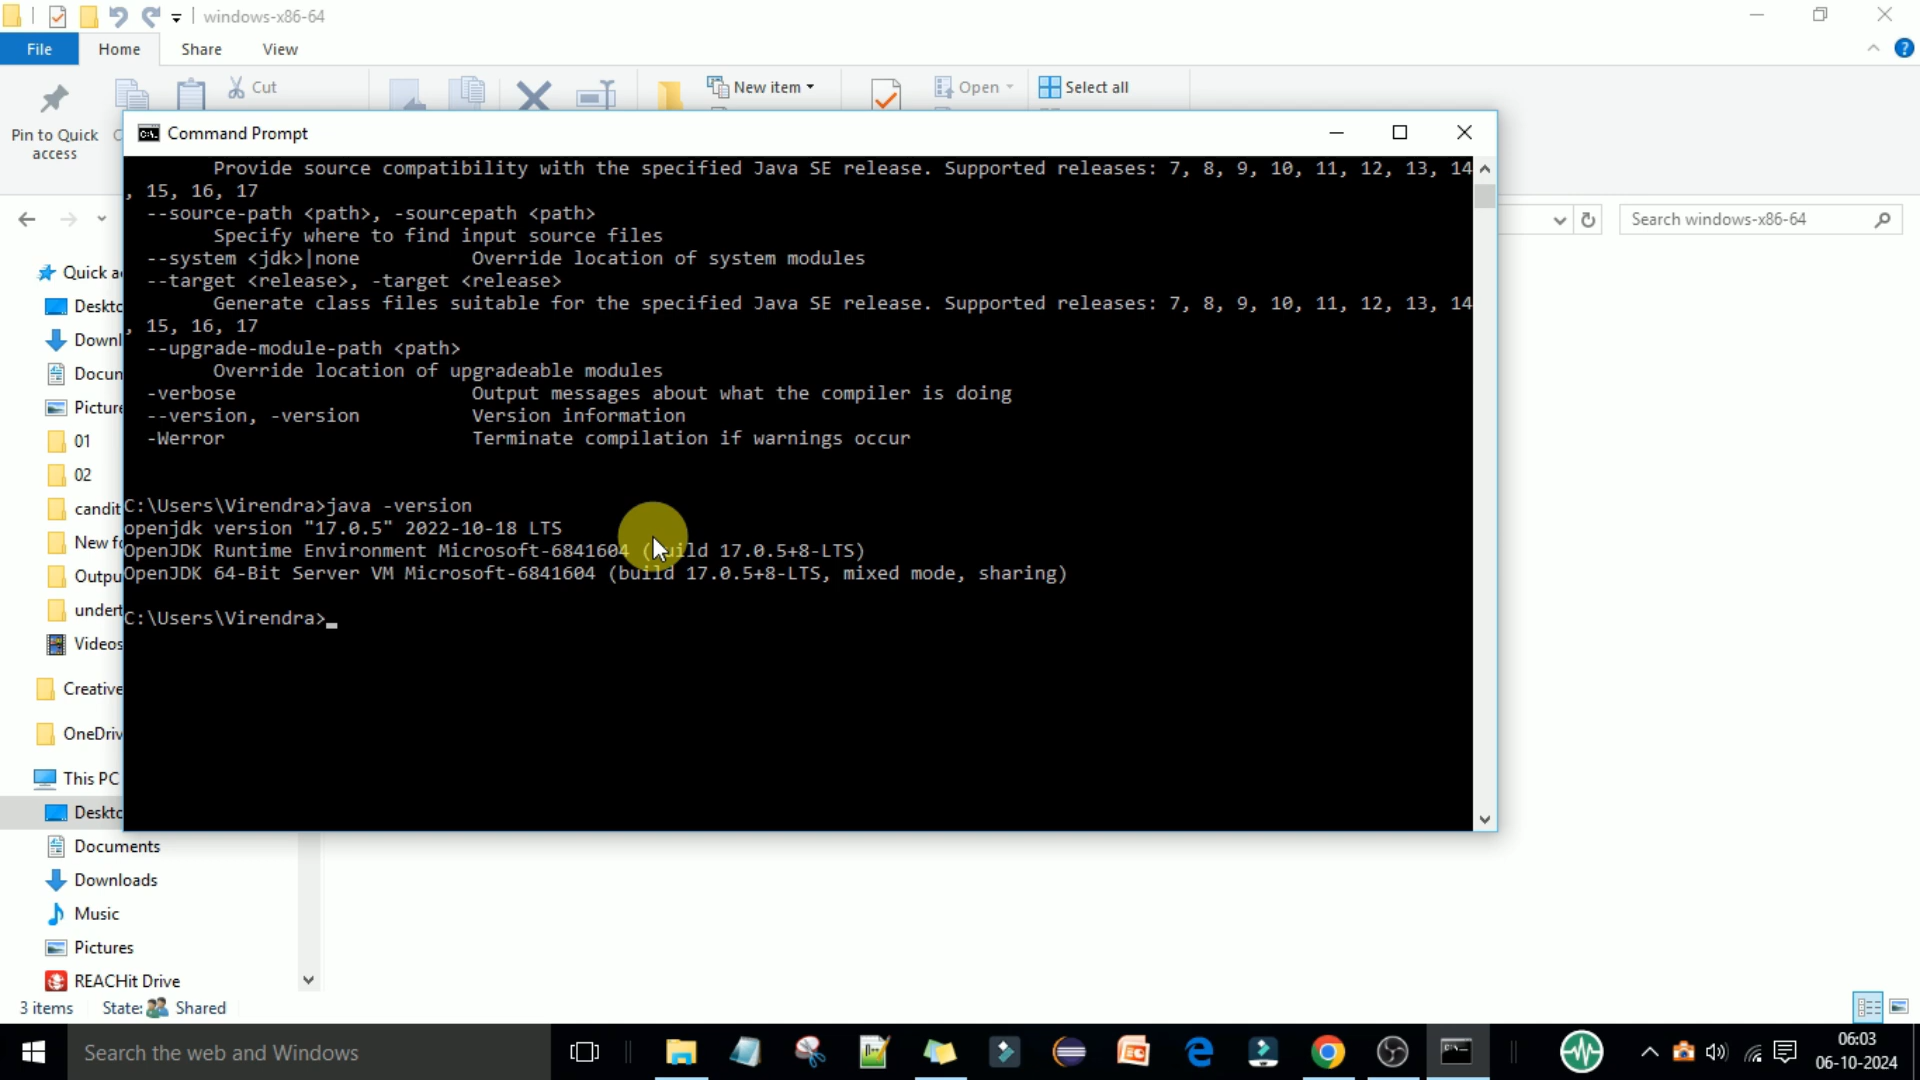 windows-x86-64
File Home Share View
Cut
New item
Open
Select all
Pin to Quick access
Command Prompt
Search windows-x86-64
Provide source compatibility with the specified Java SE release. Supported releases: 7, 8, 9, 10, 11, 12, 13, 14
, 15, 16, 17
--source-path <path>, -sourcepath <path>
Specify where to find input source files
--system <jdk>|none Override location of system modules
--target <release>, -target <release>
Generate class files suitable for the specified Java SE release. Supported releases: 7, 8, 9, 10, 11, 12, 13, 14
, 15, 16, 17
--upgrade-module-path <path>
Override location of upgradeable modules
-verbose Output messages about what the compiler is doing
--version, -version Version information
-Werror Terminate compilation if warnings occur
C:\Users\Virendra>java -version
openjdk version "17.0.5" 2022-10-18 LTS
OpenJDK Runtime Environment Microsoft-6841604 (build 17.0.5+8-LTS)
OpenJDK 64-Bit Server VM Microsoft-6841604 (build 17.0.5+8-LTS, mixed mode, sharing)
C:\Users\Virendra>_
Quick a
Deskto
Downl
Docun
Picture
01
02
candit
New fo
Outpu
undert
Videos
Creative
OneDriv
This PC
Deskto
Documents
Downloads
Music
Pictures
REACHit Drive
3 items State: Shared
Search the web and Windows
06:03
06-10-2024